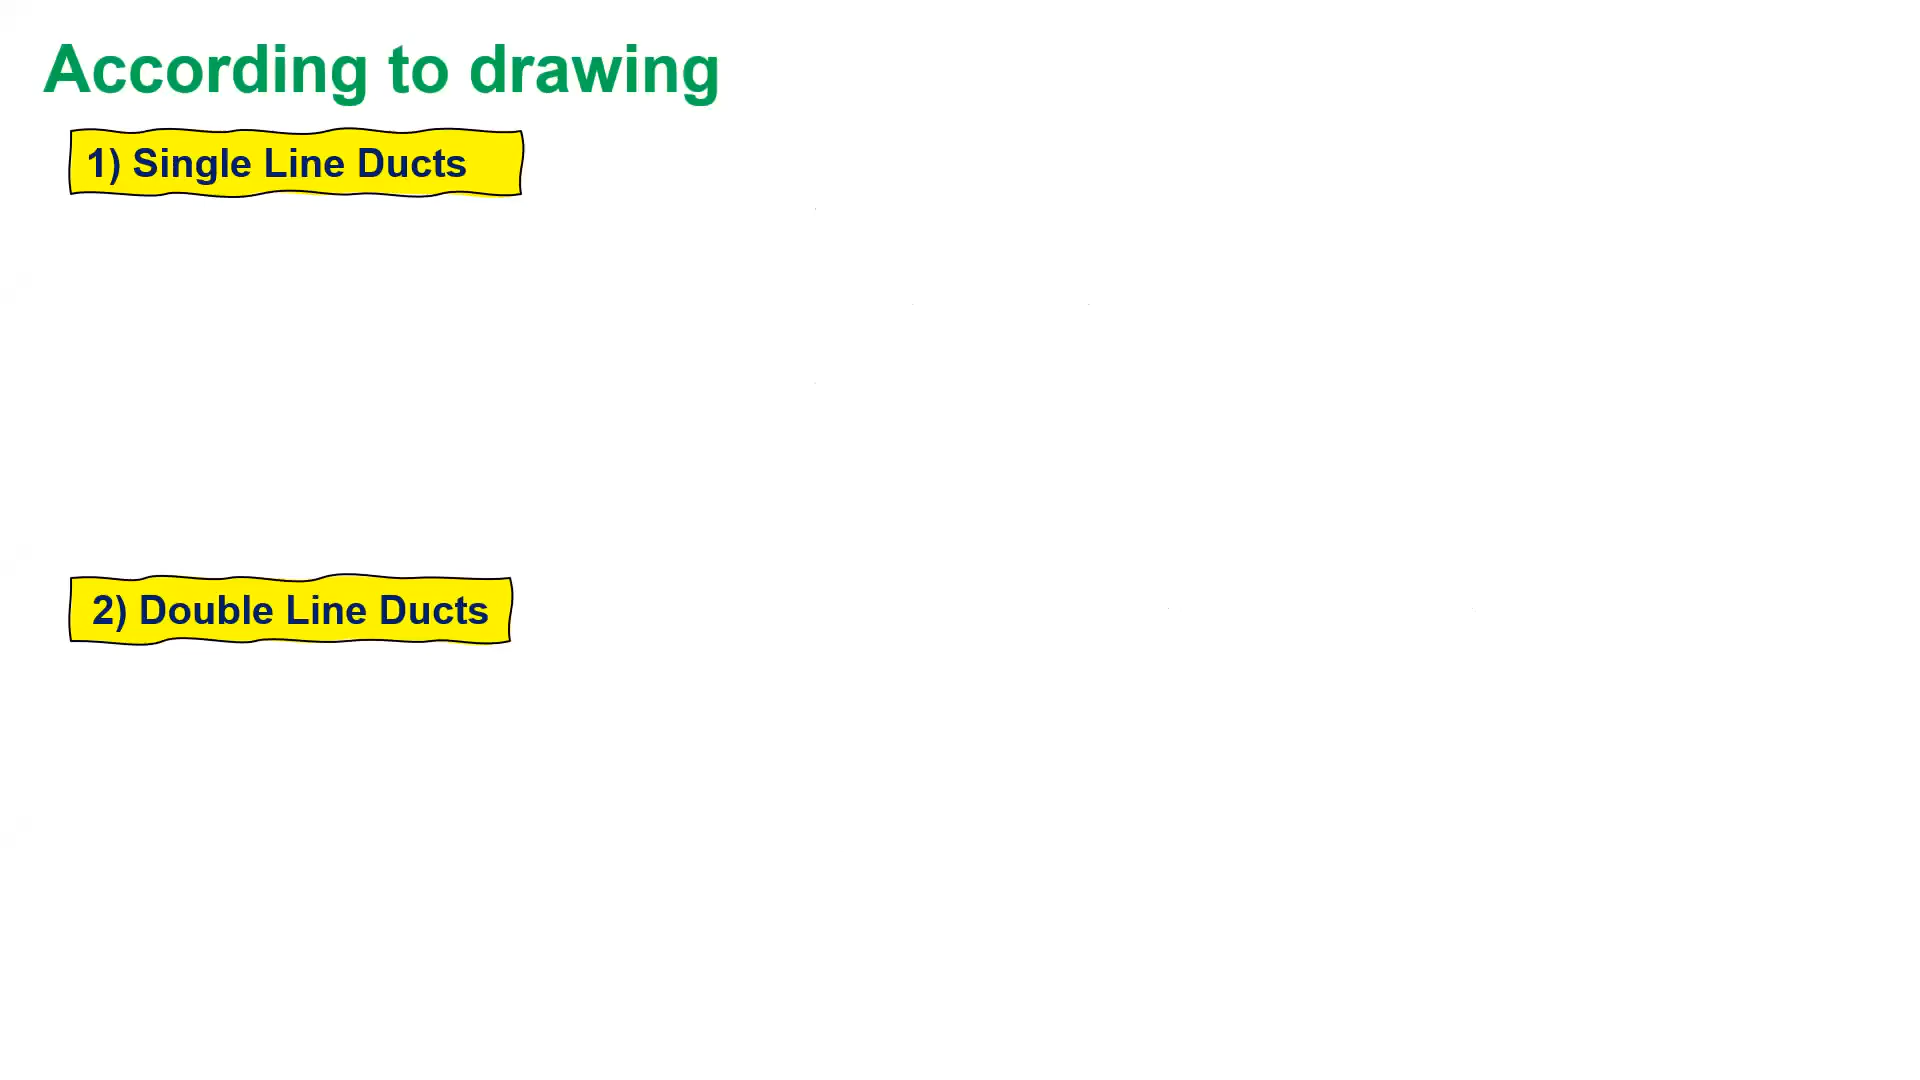 According to drawing
1) Single Line Ducts
2) Double Line Ducts